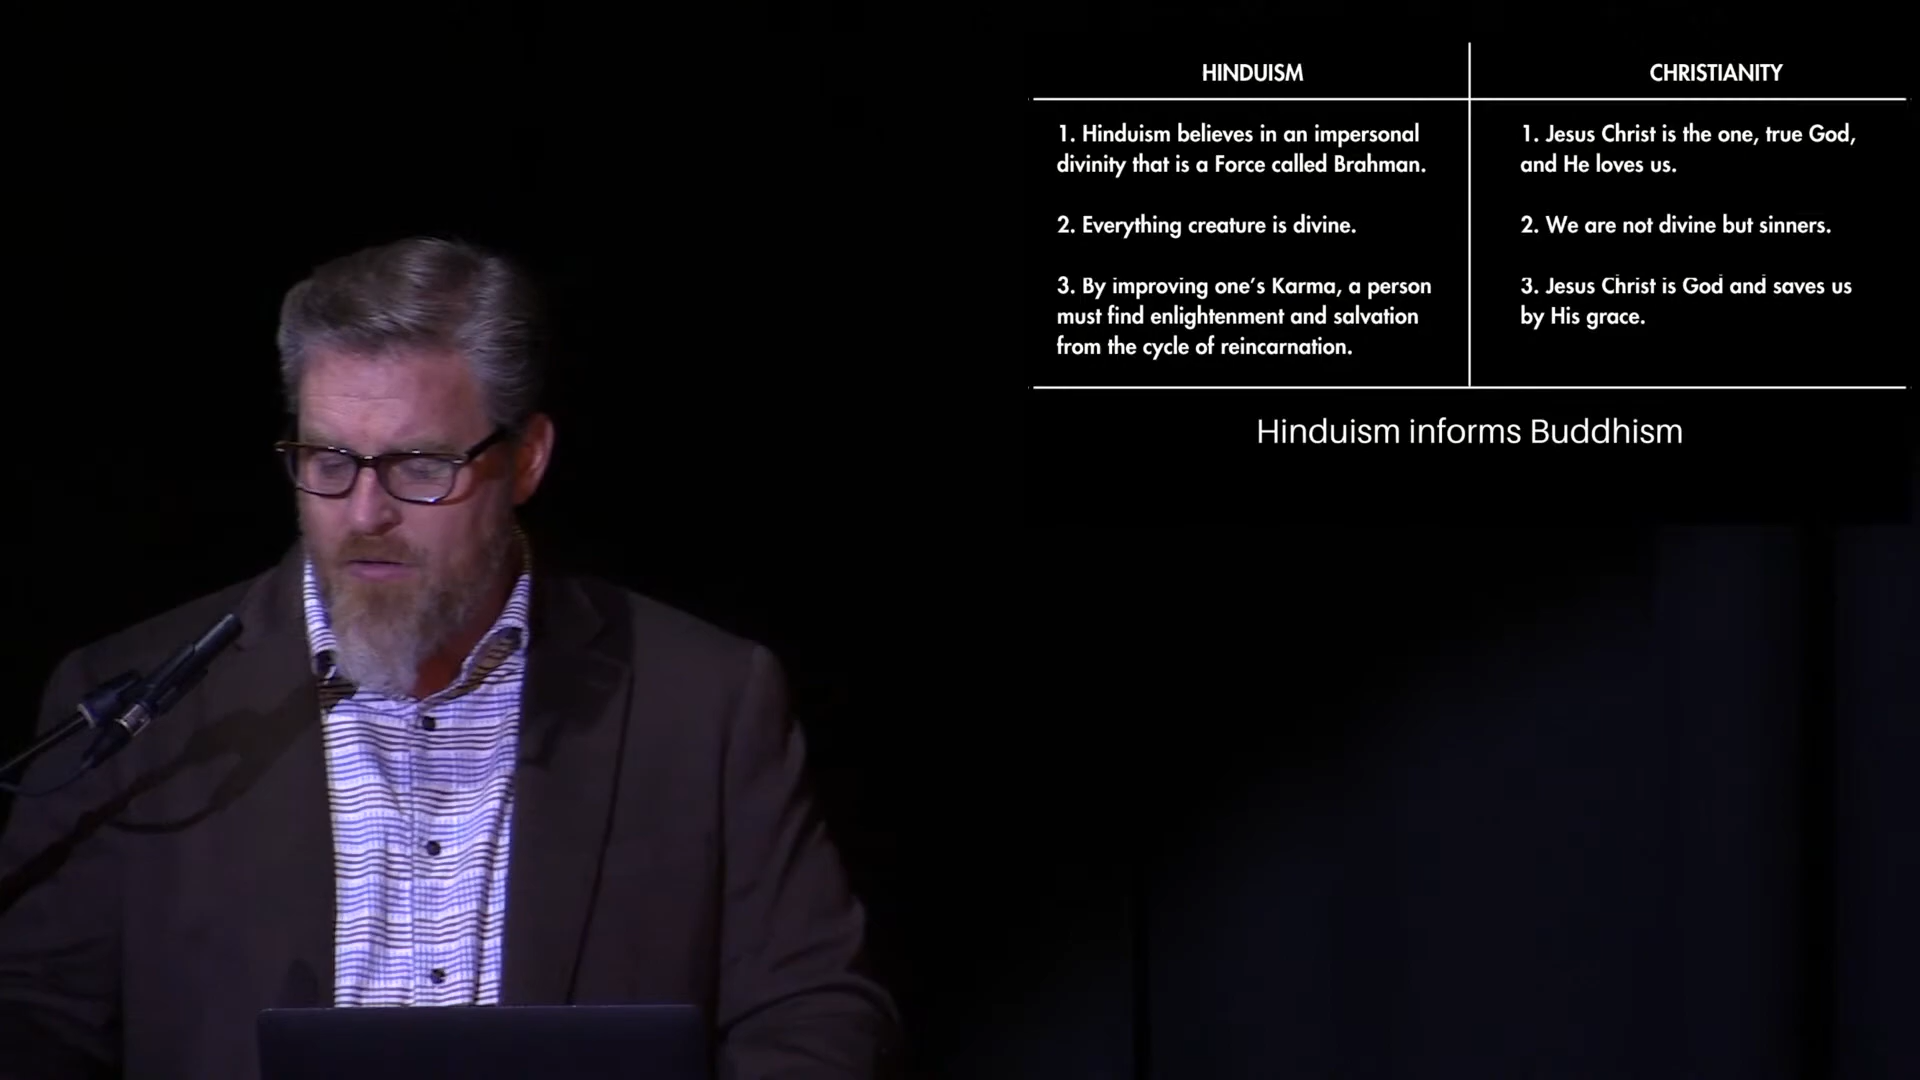 HINDUISM
CHRISTIANITY
1. Hinduism believes in an impersonal
divinity that is a Force called Brahman.
2. Everything creature is divine.
3. By improving one's Karma, a person
must find enlightenment and salvation
from the cycle of reincarnation.
1. Jesus Christ is the one, true God,
and He loves us.
2. We are not divine but sinners.
3. Jesus Christ is God and saves us
by His grace.
Hinduism informs Buddhism